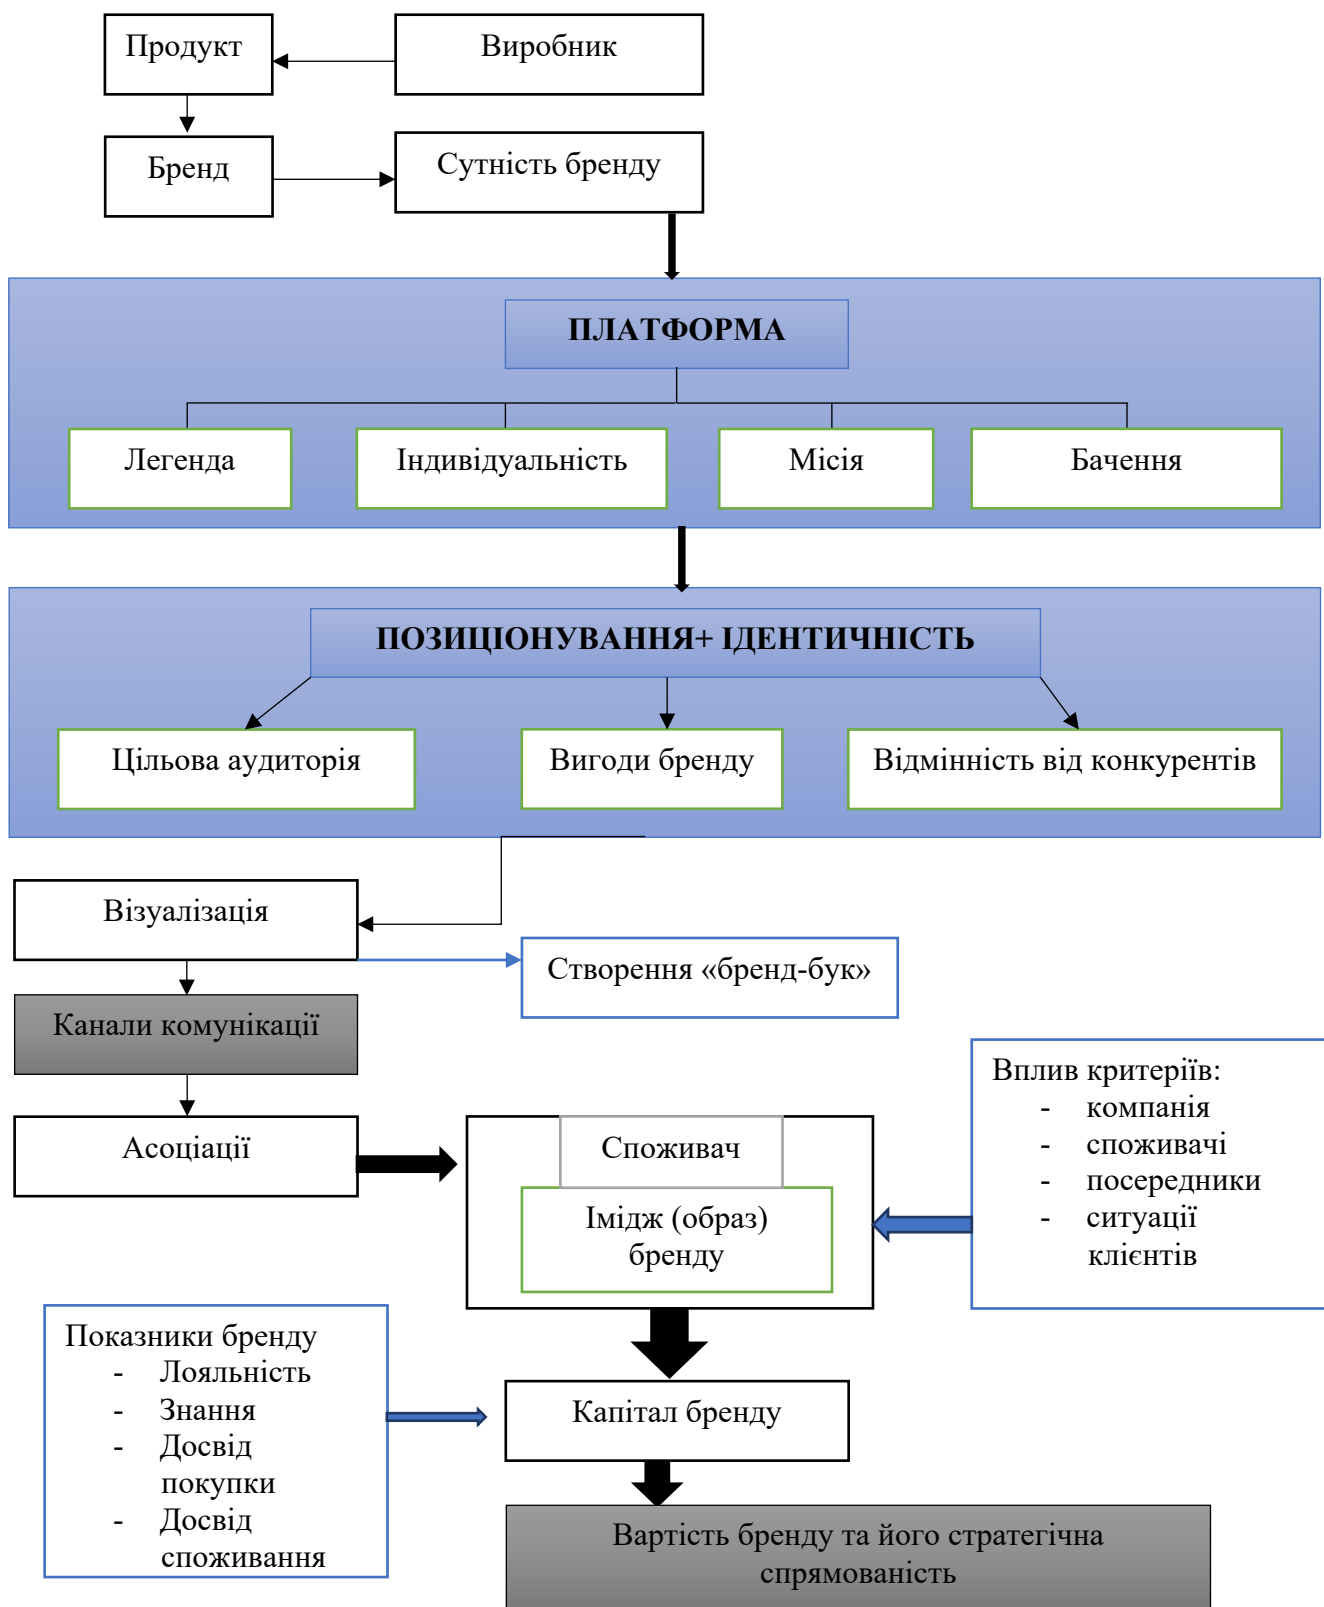 Продукт
Виробник
Бренд
Сутність бренду
ПЛАТФОРМА
Легенда
Індивідуальність
Місія
Бачення
ПОЗИЦІОНУВАННЯ+ ІДЕНТИЧНІСТЬ
Цільова аудиторія
Вигоди бренду
Відмінність від конкурентів
Візуалізація
Створення «бренд-бук»
Канали комунікації
Асоціації
Споживач
Імідж (образ)
бренду
Вплив критеріїв:
- компанія
- споживачі
- посередники
- ситуації
клієнтів
Показники бренду
- Лояльність
- Знання
- Досвід
покупки
- Досвід
споживання
Капітал бренду
Вартість бренду та його стратегічна
спрямованість